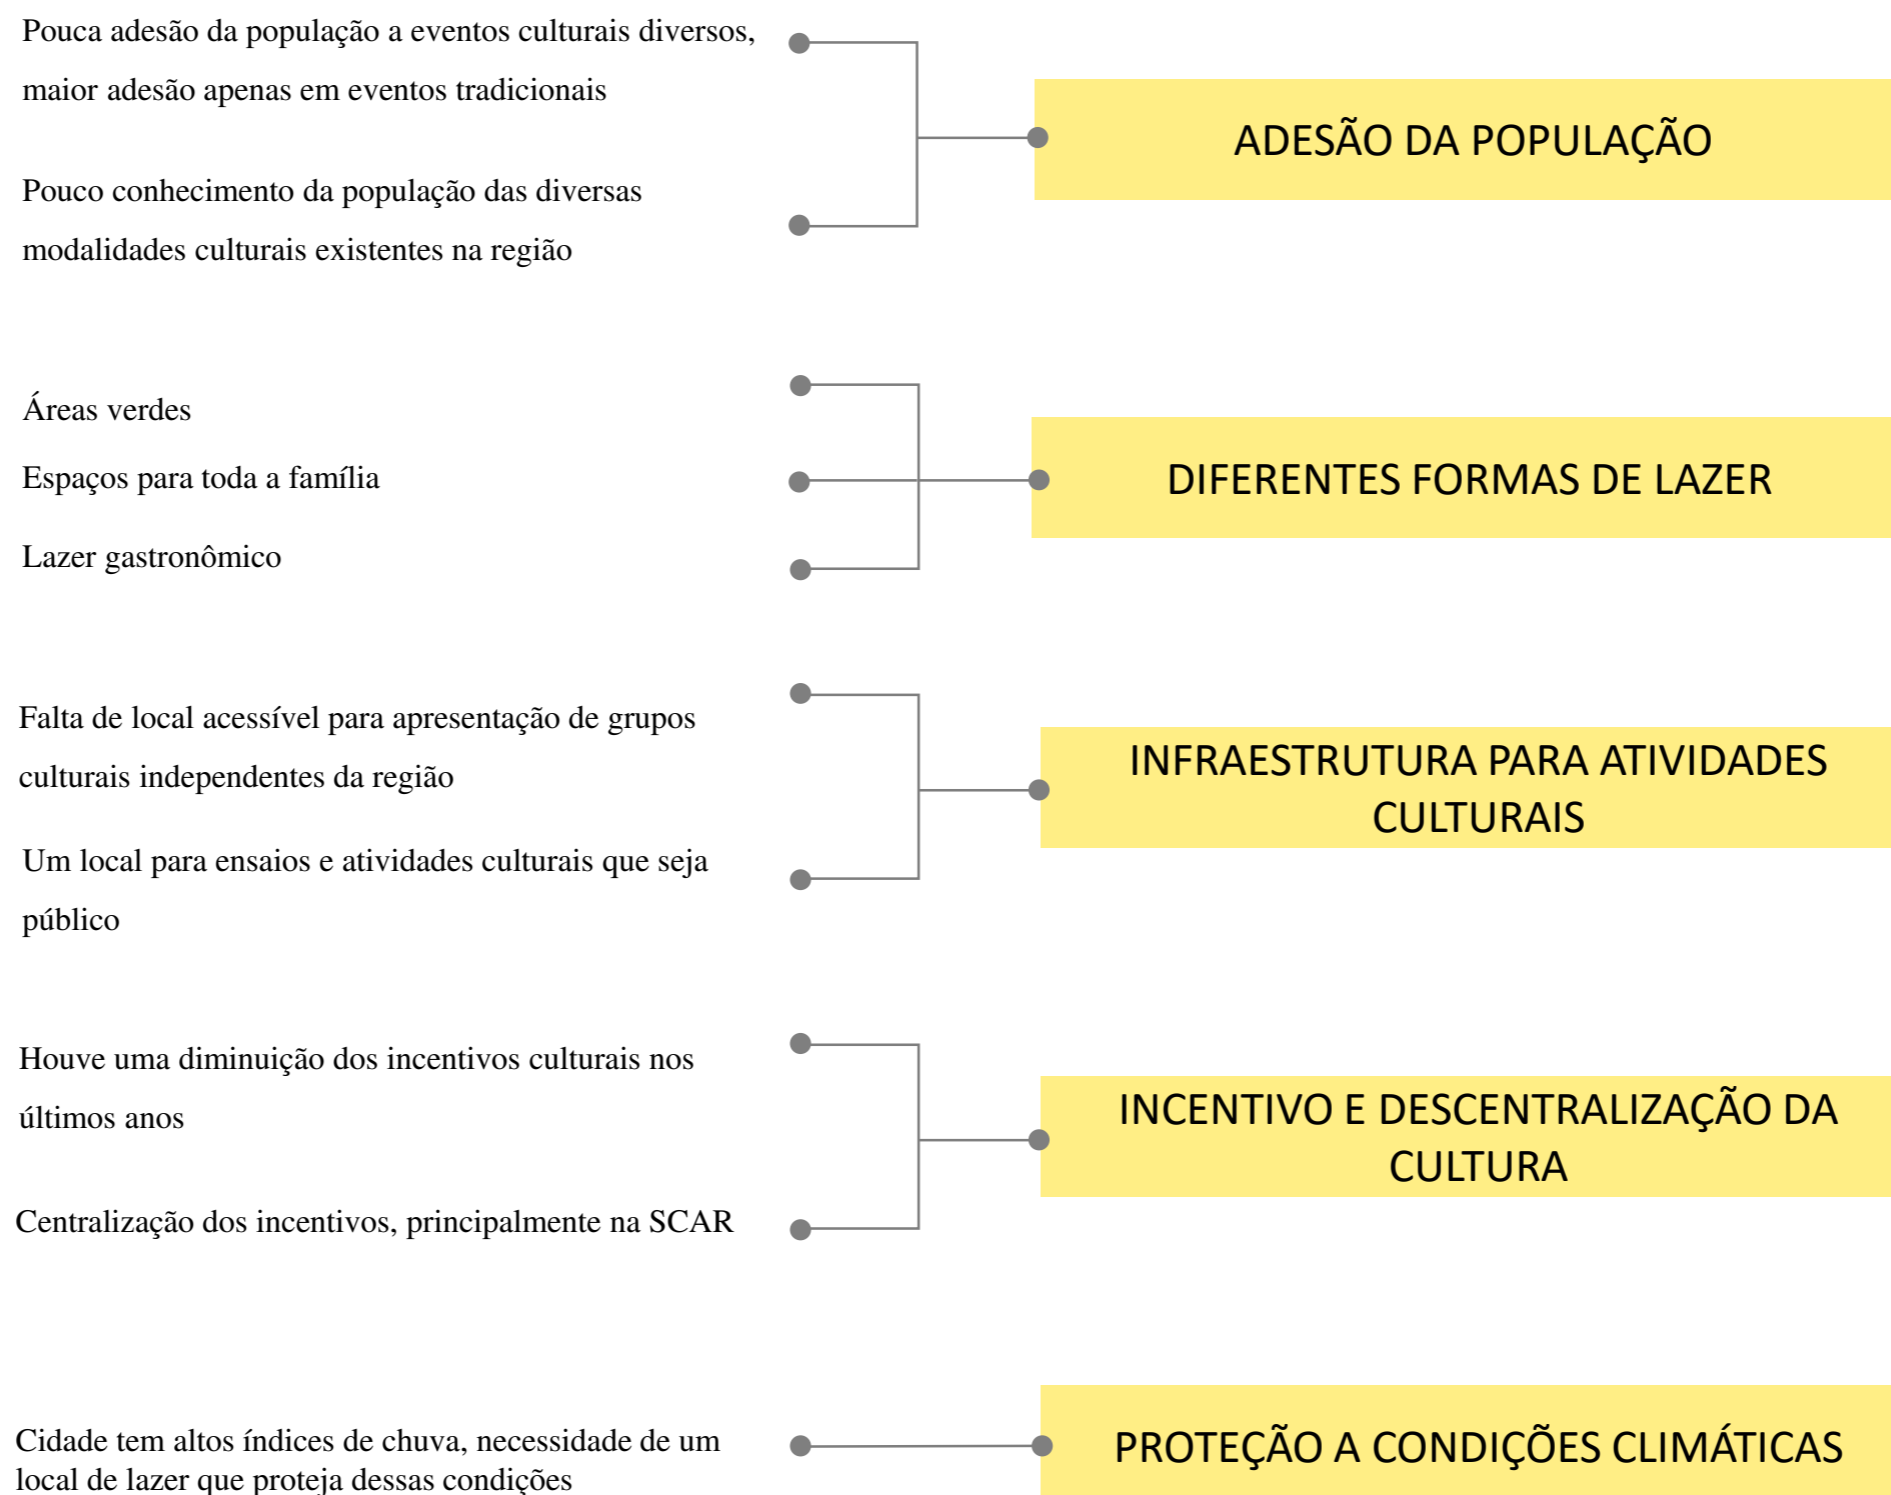 Pouca adesão da população a eventos culturais diversos,
maior adesão apenas em eventos tradicionais
ADESÃO DA POPULAÇÃO
Pouco conhecimento da população das diversas
modalidades culturais existentes na região
Áreas verdes
Espaços para toda a família
Lazer gastronômico
DIFERENTES FORMAS DE LAZER
Falta de local acessível para apresentação de grupos
culturais independentes da região
Um local para ensaios e atividades culturais que seja
público
INFRAESTRUTURA PARA ATIVIDADES
CULTURAIS
Houve uma diminuição dos incentivos culturais nos
últimos anos
Centralização dos incentivos, principalmente na SCAR
INCENTIVO E DESCENTRALIZAÇÃO DA
CULTURA
Cidade tem altos índices de chuva, necessidade de um
local de lazer que proteja dessas condições
PROTEÇÃO A CONDIÇÕES CLIMÁTICAS